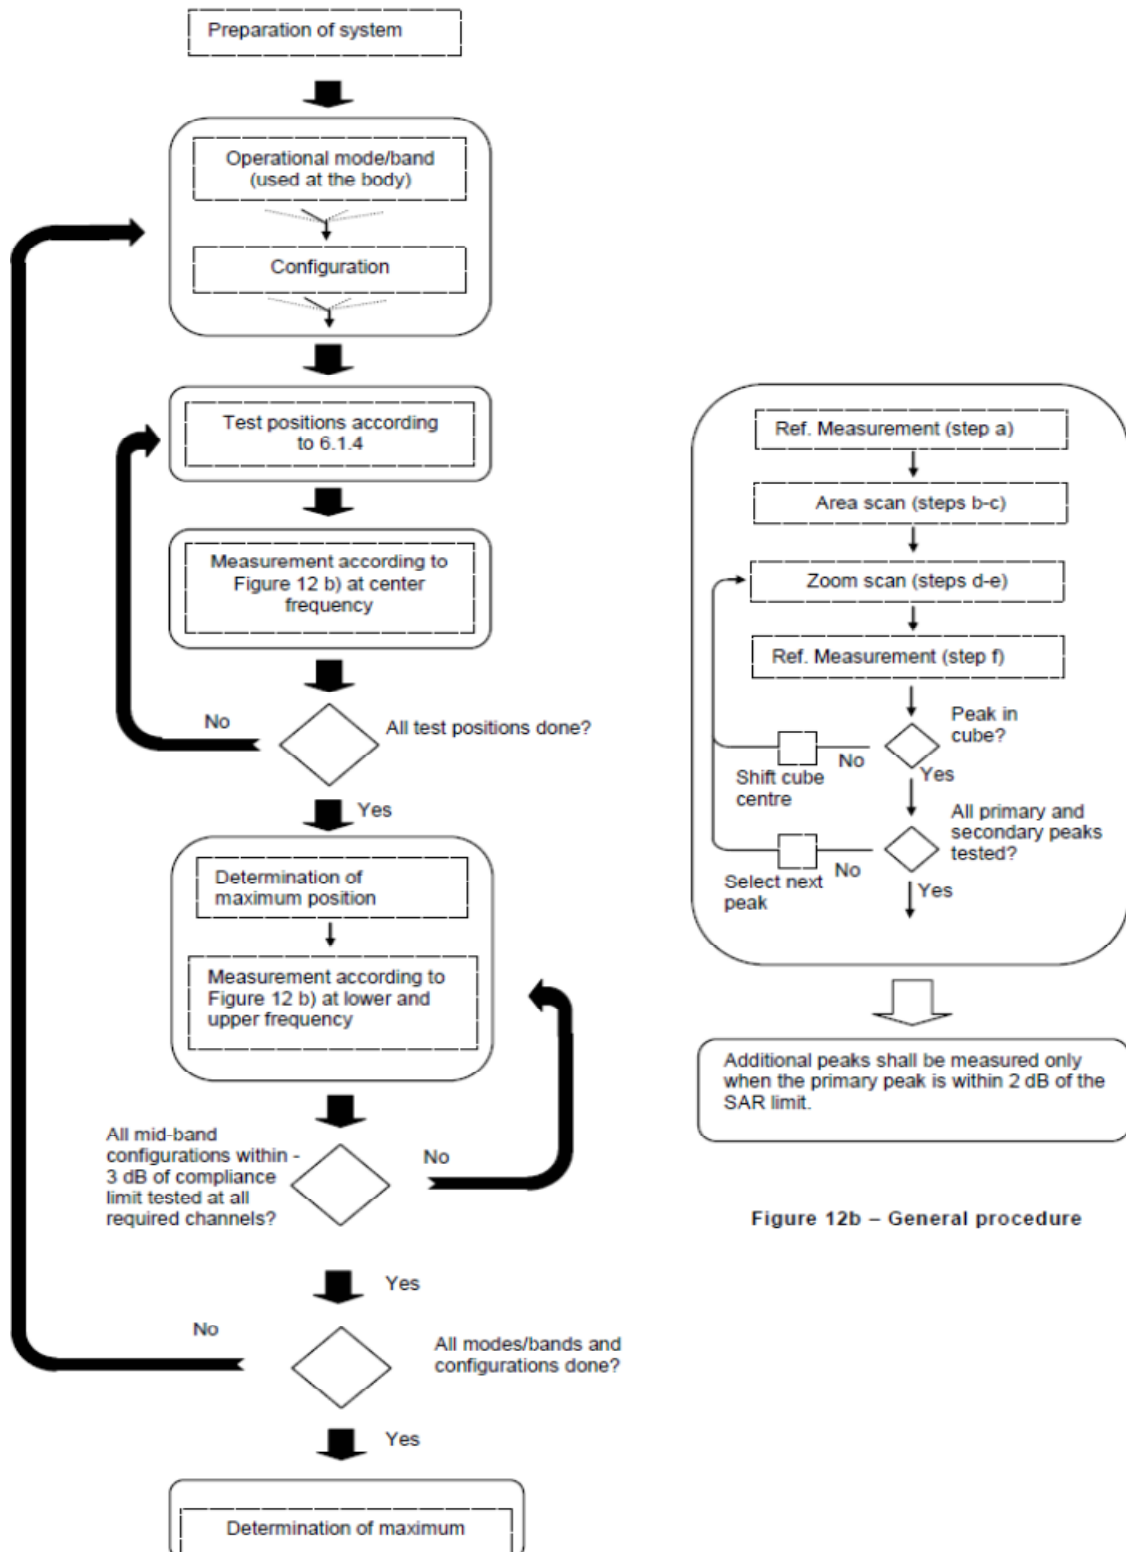 Preparation of system
Operational mode/band
(used at the body)
Configuration
Test positions according
to 6.1.4
Measurement according to
Figure 12 b) at center
frequency
No
All test positions done?
Yes
Determination of
maximum position
Measurement according to
Figure 12 b) at lower and
upper frequency
All mid-band
configurations within -
3 dB of compliance
limit tested at all
required channels?
No
Yes
No
All modes/bands and
configurations done?
Yes
Determination of maximum
Ref. Measurement (step a)
Area scan (steps b-c)
Zoom scan (steps d-e)
Ref. Measurement (step f)
Peak in
cube?
No
Shift cube
centre
Yes
All primary and
secondary peaks
tested?
No
Select next
peak
Yes
Additional peaks shall be measured only
when the primary peak is within 2 dB of the
SAR limit.
Figure 12b – General procedure